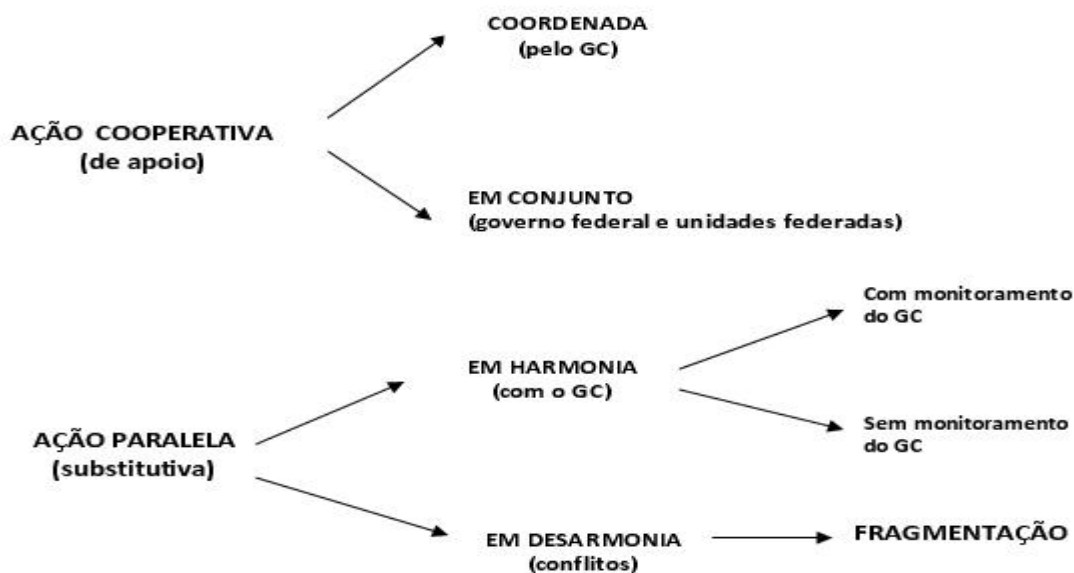 COORDENADA
(pelo GC)
AÇÃO COOPERATIVA
(de apoio)
EM CONJUNTO
(governo federal e unidades federadas)
Com monitoramento
do GC
EM HARMONIA
(com o GC)
Sem monitoramento
do GC
AÇÃO PARALELA
(substitutiva)
EM DESARMONIA
(conflitos)
FRAGMENTAÇÃO